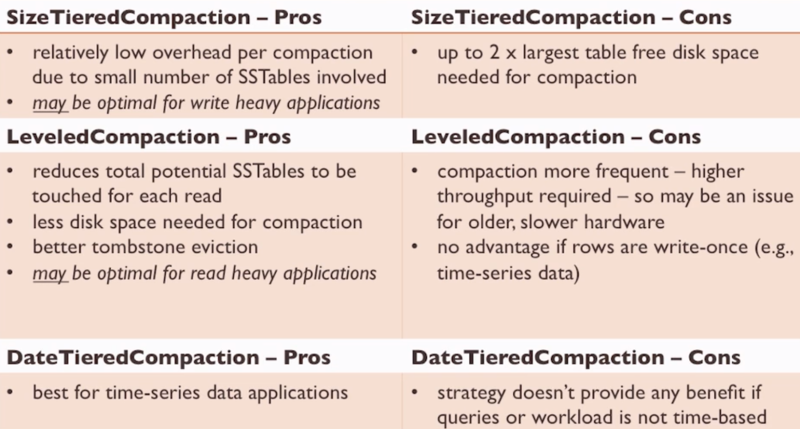 SizeTieredCompaction – Pros
SizeTieredCompaction – Cons
• relatively low overhead per compaction
due to small number of SSTables involved
• may be optimal for write heavy applications
• up to 2 x largest table free disk space
needed for compaction
LeveledCompaction – Pros
LeveledCompaction – Cons
• reduces total potential SSTables to be
touched for each read
• less disk space needed for compaction
• better tombstone eviction
• may be optimal for read heavy applications
• compaction more frequent – higher
throughput required – so may be an issue
for older, slower hardware
• no advantage if rows are write-once (e.g.,
time-series data)
DateTieredCompaction – Pros
DateTieredCompaction – Cons
• best for time-series data applications
• strategy doesn't provide any benefit if
queries or workload is not time-based